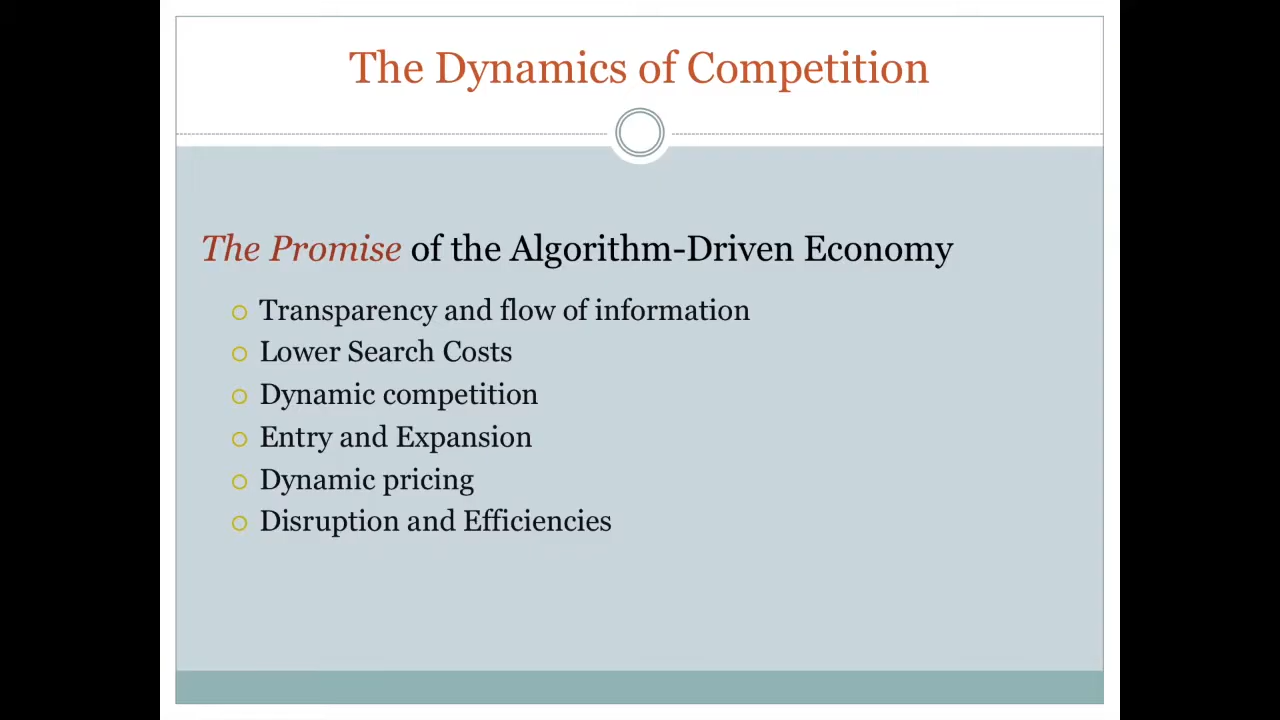 The Dynamics of Competition
The Promise of the Algorithm-Driven Economy
Transparency and flow of information
Lower Search Costs
Dynamic competition
Entry and Expansion
Dynamic pricing
Disruption and Efficiencies